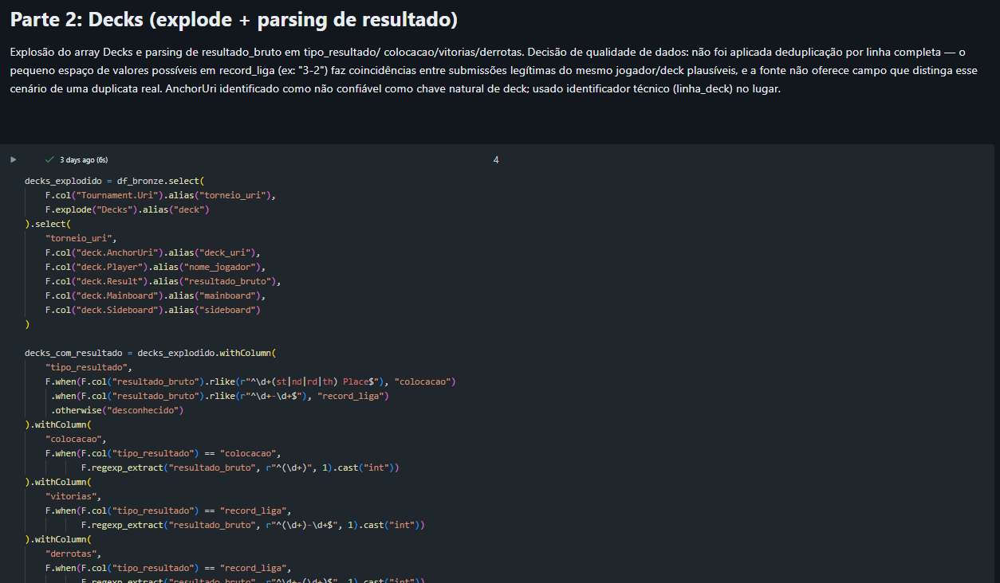 Parte 2: Decks (explode + parsing de resultado)
Explosão do array Decks e parsing de resultado_bruto em tipo_resultado/ colocacao/vitorias/derrotas. Decisão de qualidade de dados: não foi aplicada deduplicação por linha completa — o
pequeno espaço de valores possíveis em record_liga (ex: "3-2") faz coincidências entre submissões legítimas do mesmo jogador/deck plausíveis, e a fonte não oferece campo que distinga esse
cenário de uma duplicata real. AnchorUri identificado como não confiável como chave natural de deck; usado identificador técnico (linha_deck) no lugar.
3 days ago (6s)
4
decks_explodido = df_bronze.select(
    F.col("Tournament.Uri").alias("torneio_uri"),
    F.explode("Decks").alias("deck")
).select(
    "torneio_uri",
    F.col("deck.AnchorUri").alias("deck_uri"),
    F.col("deck.Player").alias("nome_jogador"),
    F.col("deck.Result").alias("resultado_bruto"),
    F.col("deck.Mainboard").alias("mainboard"),
    F.col("deck.Sideboard").alias("sideboard")
)
decks_com_resultado = decks_explodido.withColumn(
    "tipo_resultado",
    F.when(F.col("resultado_bruto").rlike(r"^\d+(st|nd|rd|th) Place$"), "colocacao")
     .when(F.col("resultado_bruto").rlike(r"^\d+-\d+$"), "record_liga")
     .otherwise("desconhecido")
).withColumn(
    "colocacao",
    F.when(F.col("tipo_resultado") == "colocacao",
           F.regexp_extract("resultado_bruto", r"^(\d+)", 1).cast("int"))
).withColumn(
    "vitorias",
    F.when(F.col("tipo_resultado") == "record_liga",
           F.regexp_extract("resultado_bruto", r"^(\d+)-\d+$", 1).cast("int"))
).withColumn(
    "derrotas",
    F.when(F.col("tipo_resultado") == "record_liga",
           F.regexp_extract("resultado_bruto", r"^\d+-(\d+)$", 1).cast("int"))